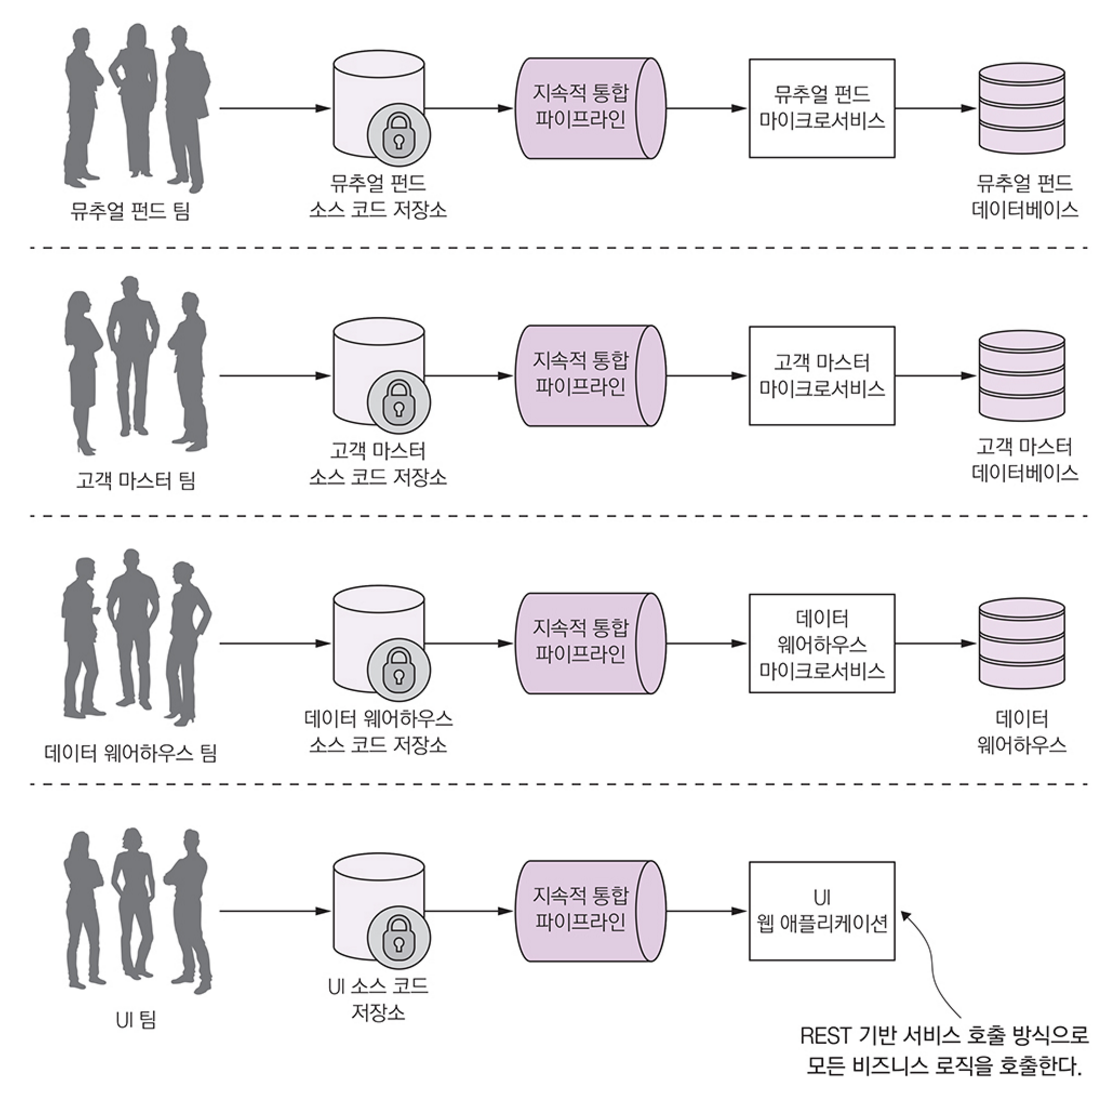 지속적 통합
파이프라인
뮤추얼 펀드
마이크로서비스
뮤추얼 펀드 팀
뮤추얼 펀드
소스 코드 저장소
뮤추얼 펀드
데이터베이스
지속적 통합
파이프라인
고객 마스터
마이크로서비스
고객 마스터 팀
고객 마스터
소스 코드 저장소
고객 마스터
데이터베이스
지속적 통합
파이프라인
데이터
웨어하우스
마이크로서비스
데이터 웨어하우스 팀
데이터 웨어하우스
소스 코드 저장소
데이터
웨어하우스
지속적 통합
파이프라인
UI
웹 애플리케이션
UI 팀
UI 소스 코드
저장소
REST 기반 서비스 호출 방식으로
모든 비즈니스 로직을 호출한다.